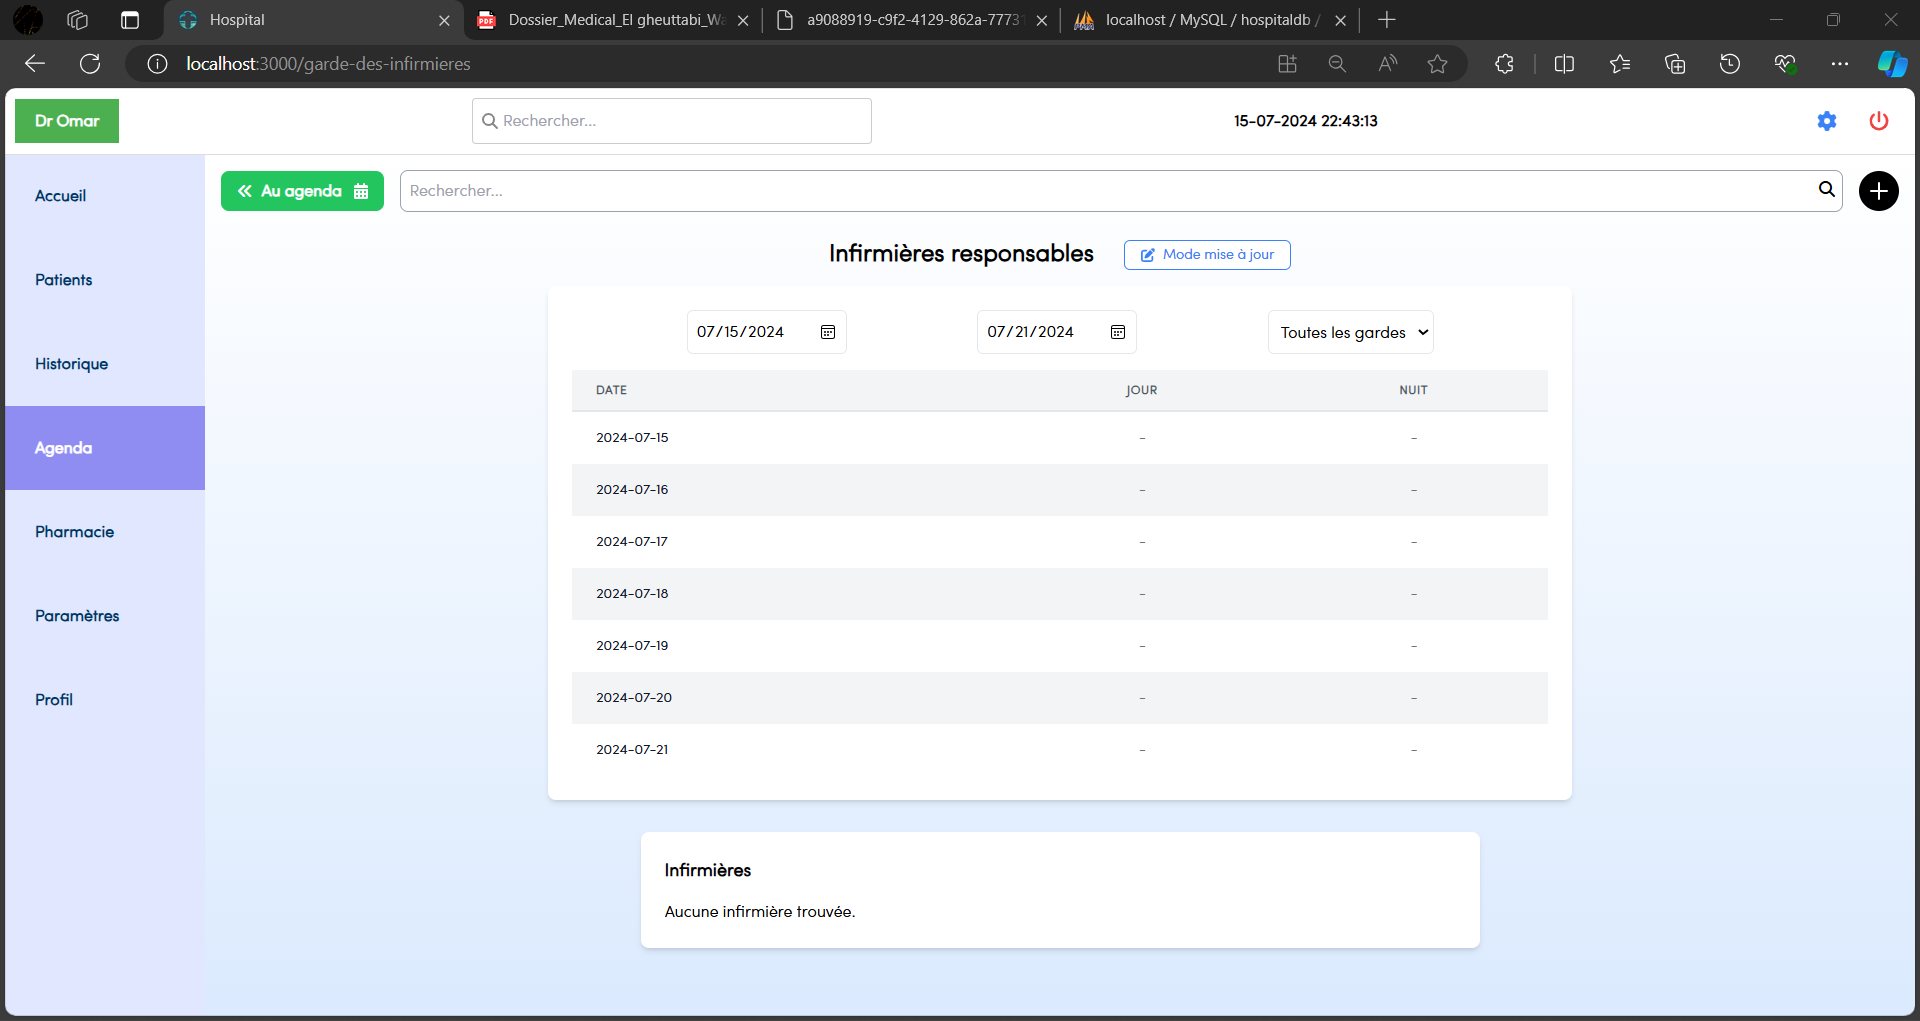 Hospital
Dossier_Medical_El gheuttabi_Wa
a9088919-c9f2-4129-862a-7773
localhost / MySQL / hospitaldb /
localhost:3000/garde-des-infirmieres
Dr Omar
Rechercher...
15-07-2024 22:43:13
Accueil
Patients
Historique
Agenda
Pharmacie
Paramètres
Profil
Au agenda
Rechercher...
Infirmières responsables
Mode mise à jour
07/15/2024
07/21/2024
Toutes les gardes
DATE JOUR NUIT
2024-07-15 - -
2024-07-16 - -
2024-07-17 - -
2024-07-18 - -
2024-07-19 - -
2024-07-20 - -
2024-07-21 - -
Infirmières
Aucune infirmière trouvée.